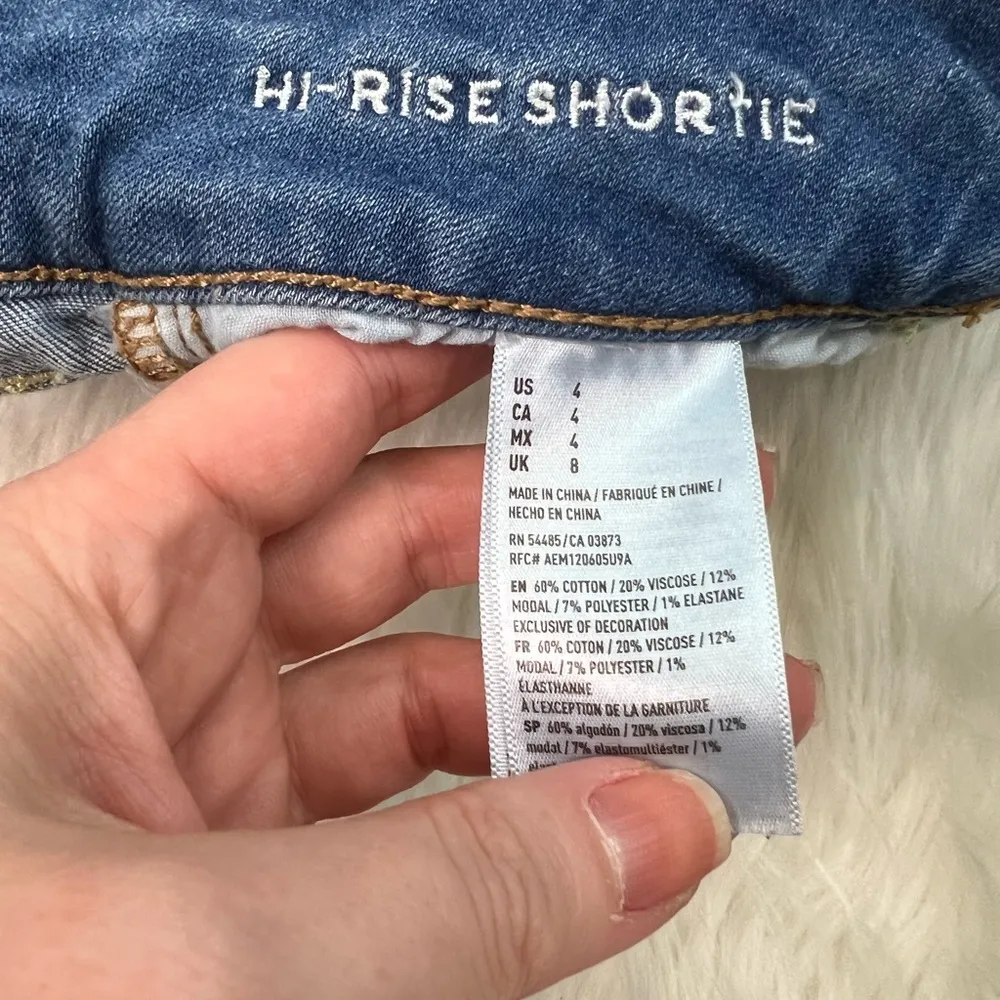 HI-RISE SHORTIE
US 4
CA 4
MX 4
UK 8
MADE IN CHINA / FABRIQUÉ EN CHINE /
HECHO EN CHINA
RN 54485/CA 03873
RFC# AEM120605U9A
EN 60% COTTON / 20% VISCOSE / 12%
MODAL / 7% POLYESTER / 1% ELASTANE
EXCLUSIVE OF DECORATION
FR 60% COTON / 20% VISCOSE / 12%
MODAL / 7% POLYESTER / 1%
ÉLASTHANNE
À L'EXCEPTION DE LA GARNITURE
SP 60% algodón / 20% viscosa / 12%
modal / 7% elastomultiéster / 1%